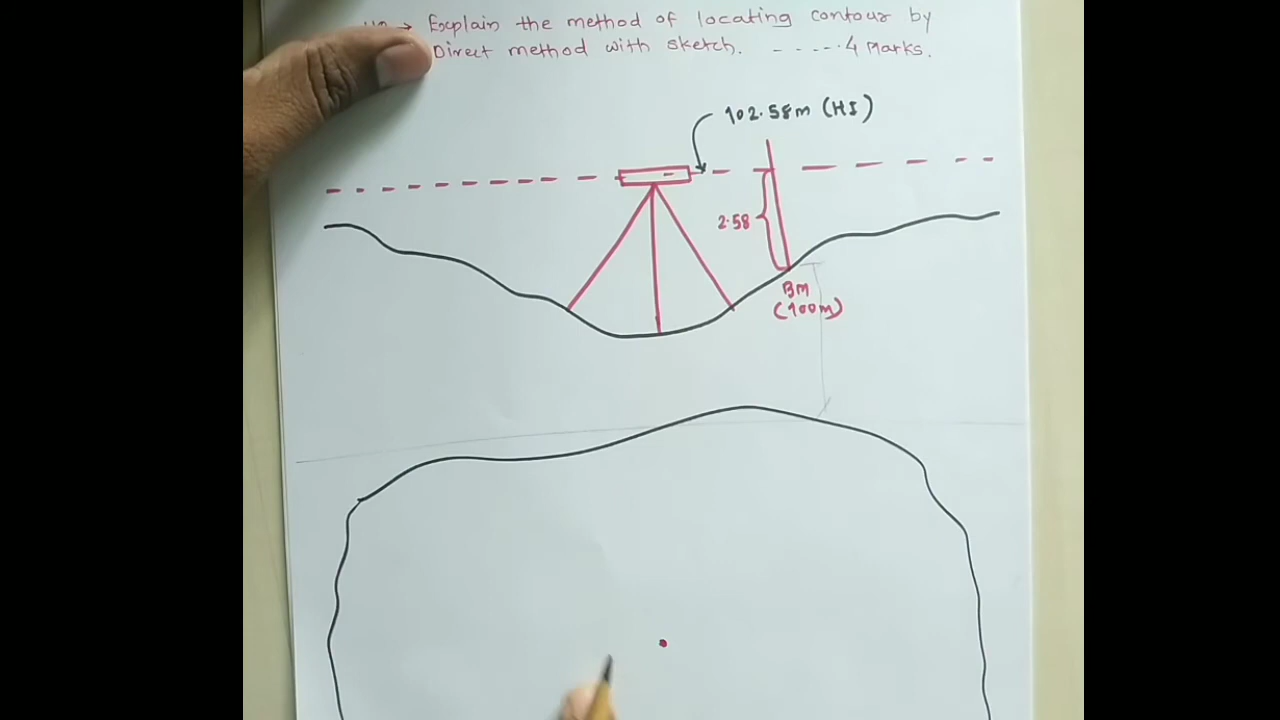 → Explain the method of locating contour by
Direct method with sketch. - - - - - 4 Marks.
102.58m (HI)
2.58
BM
(100m)